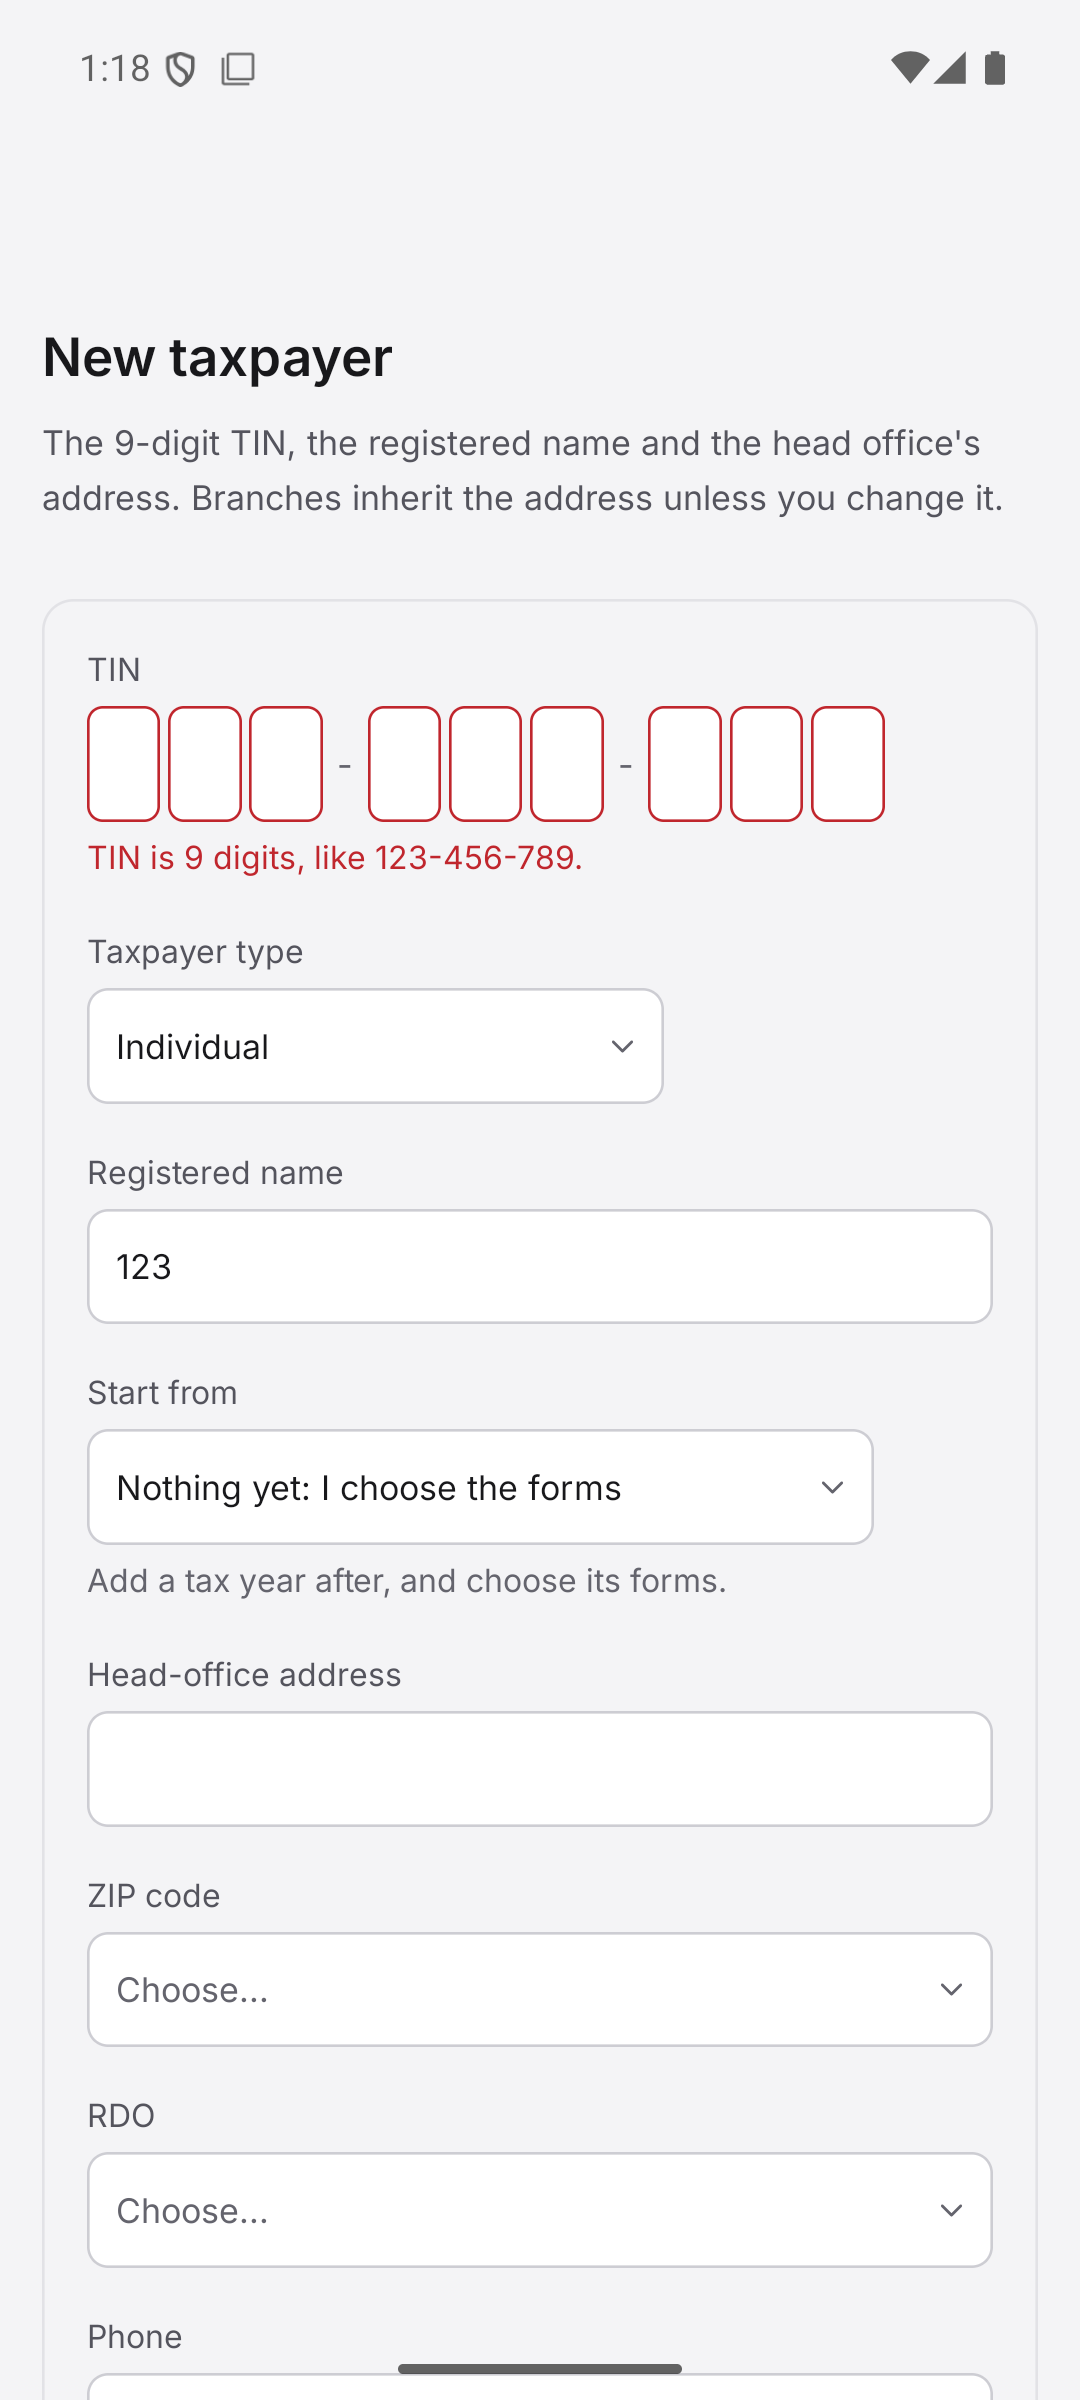 1:18
New taxpayer
The 9-digit TIN, the registered name and the head office's
address. Branches inherit the address unless you change it.
TIN
- -
TIN is 9 digits, like 123-456-789.
Taxpayer type
Individual
Registered name
123
Start from
Nothing yet: I choose the forms
Add a tax year after, and choose its forms.
Head-office address
ZIP code
Choose...
RDO
Choose...
Phone